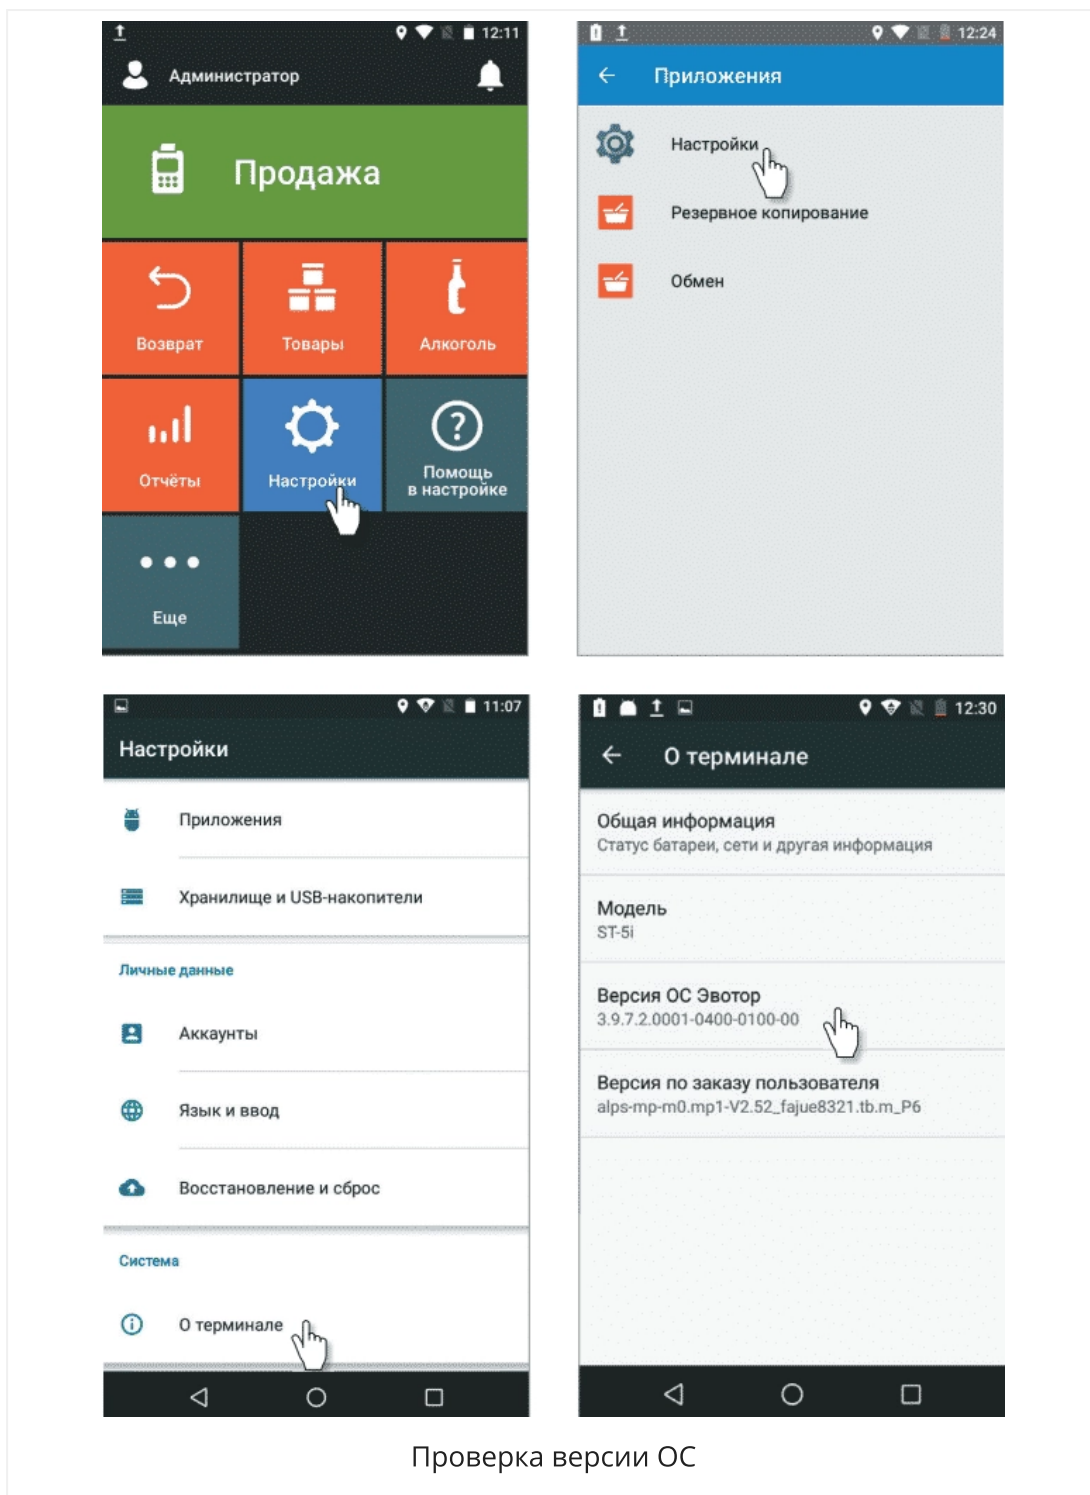 12:11
Администратор
Продажа
Возврат
Товары
Алкоголь
Отчёты
Настройки
Помощь
в настройке
Еще
12:24
Приложения
Настройки
Резервное копирование
Обмен
11:07
Настройки
Приложения
Хранилище и USB-накопители
Личные данные
Аккаунты
Язык и ввод
Восстановление и сброс
Система
О терминале
12:30
О терминале
Общая информация
Статус батареи, сети и другая информация
Модель
ST-5i
Версия ОС Эвотор
3.9.7.2.0001-0400-0100-00
Версия по заказу пользователя
alps-mp-m0.mp1-V2.52_fajue8321.tb.m_P6
Проверка версии ОС